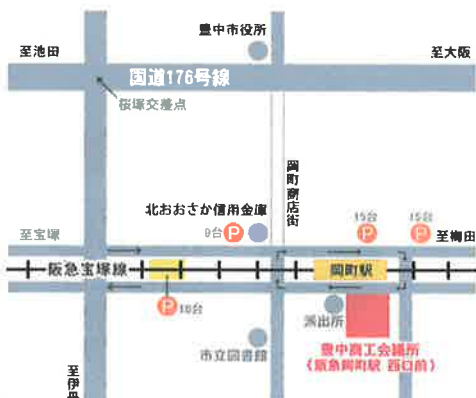 豊中市役所
至池田
至大阪
国道176号線
桜塚交差点
岡町商店街
北おおさか信用金庫
9台 P
15台
P
15台
P
至宝塚
至梅田
阪急宝塚線
岡町駅
P 10台
派出所
市立図書館
豊中商工会議所
(阪急岡町駅 西口前)
至伊丹